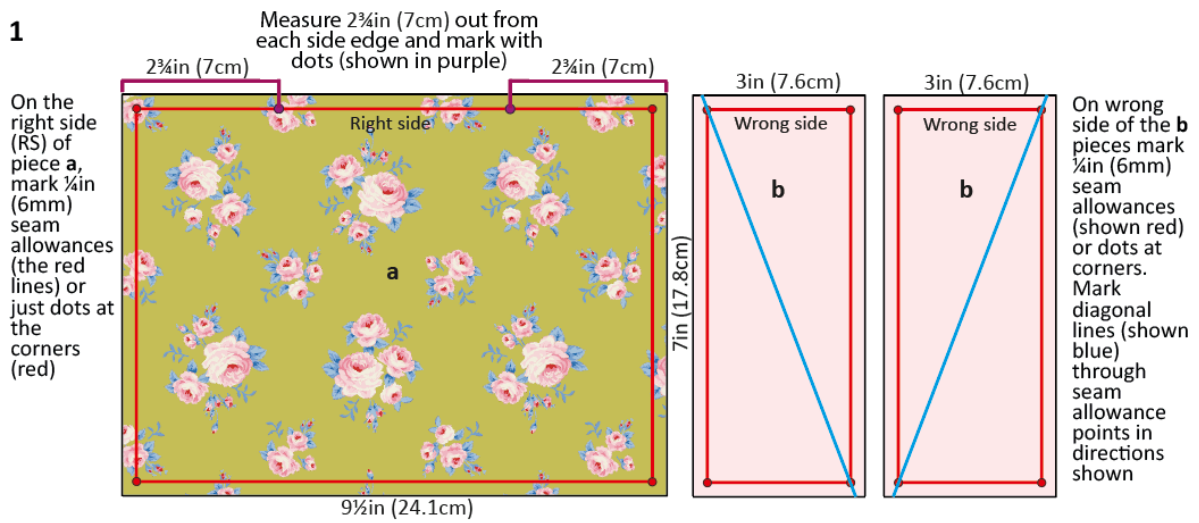 1
Measure 2¾in (7cm) out from
each side edge and mark with
dots (shown in purple)
2¾in (7cm)
2¾in (7cm)
On the
right side
(RS) of
piece a,
mark ¼in
(6mm)
seam
allowances
(the red
lines) or
just dots at
the
corners
(red)
Right side
a
9½in (24.1cm)
7in (17.8cm)
3in (7.6cm)
Wrong side
b
3in (7.6cm)
Wrong side
b
On wrong
side of the b
pieces mark
¼in (6mm)
seam
allowances
(shown red)
or dots at
corners.
Mark
diagonal
lines (shown
blue)
through
seam
allowance
points in
directions
shown